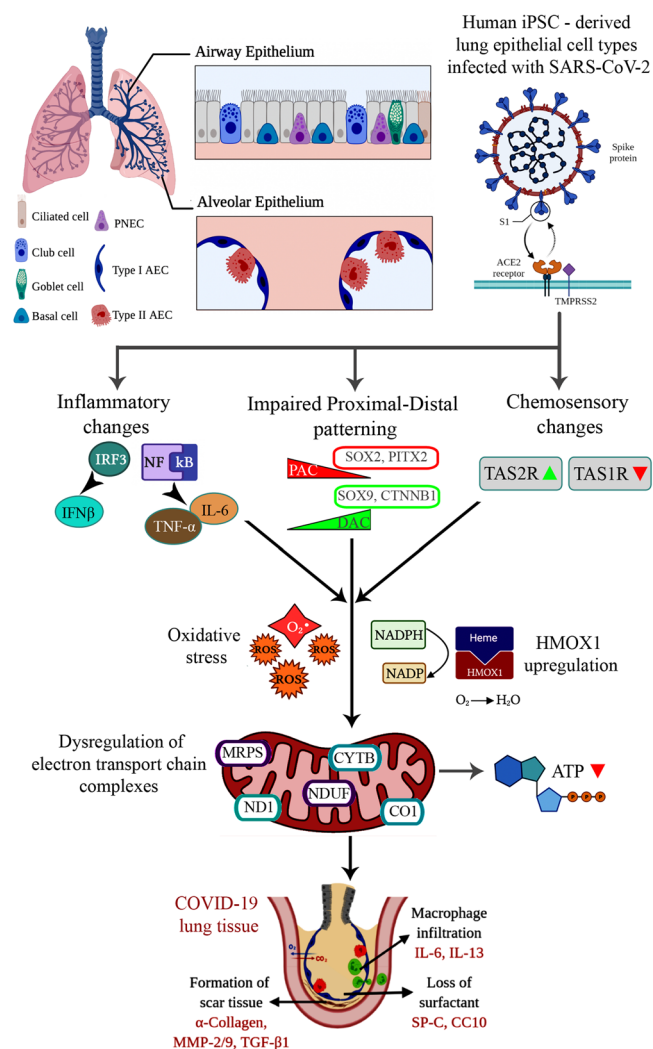 Human iPSC - derived
lung epithelial cell types
infected with SARS-CoV-2
Airway Epithelium
Spike
protein
S1
ACE2
receptor
TMPRSS2
Alveolar Epithelium
Ciliated cell
PNEC
Club cell
Type I AEC
Goblet cell
Basal cell
Type II AEC
Inflammatory
changes
Impaired Proximal-Distal
patterning
Chemosensory
changes
IRF3
NF
kB
IFNβ
IL-6
TNF-α
SOX2, PITX2
PAC
SOX9, CTNNB1
DAC
TAS2R
TAS1R
Oxidative
stress
O₂•
ROS
ROS
ROS
NADPH
NADP
Heme
HMOX1
O₂ → H₂O
HMOX1
upregulation
Dysregulation of
electron transport chain
complexes
MRPS
CYTB
NDUF
ND1
CO1
ATP
P P P
COVID-19
lung tissue
Macrophage
infiltration
IL-6, IL-13
O₂
CO₂
Formation of
scar tissue
α-Collagen,
MMP-2/9, TGF-β1
Loss of
surfactant
SP-C, CC10